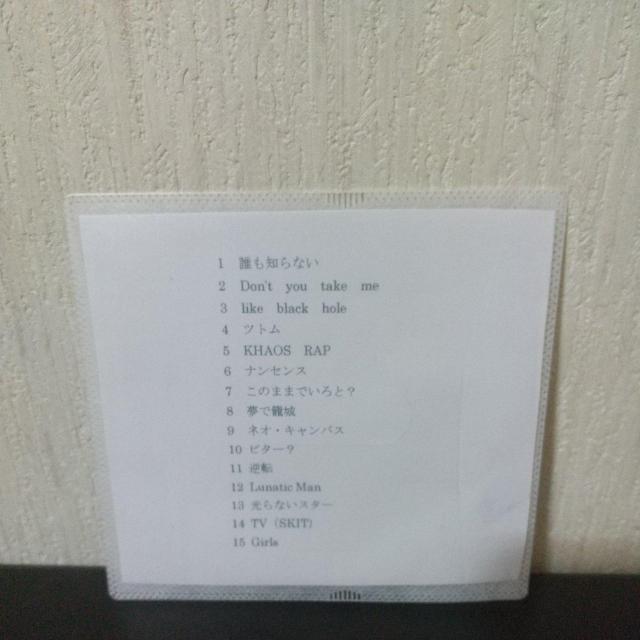 1 誰も知らない
2 Don't you take me
3 like black hole
4 ツトム
5 KHAOS RAP
6 ナンセンス
7 このままでいろと？
8 夢で籠城
9 ネオ・キャンバス
10 ビター？
11 逆転
12 Lunatic Man
13 光らないスター
14 TV (SKIT)
15 Girls